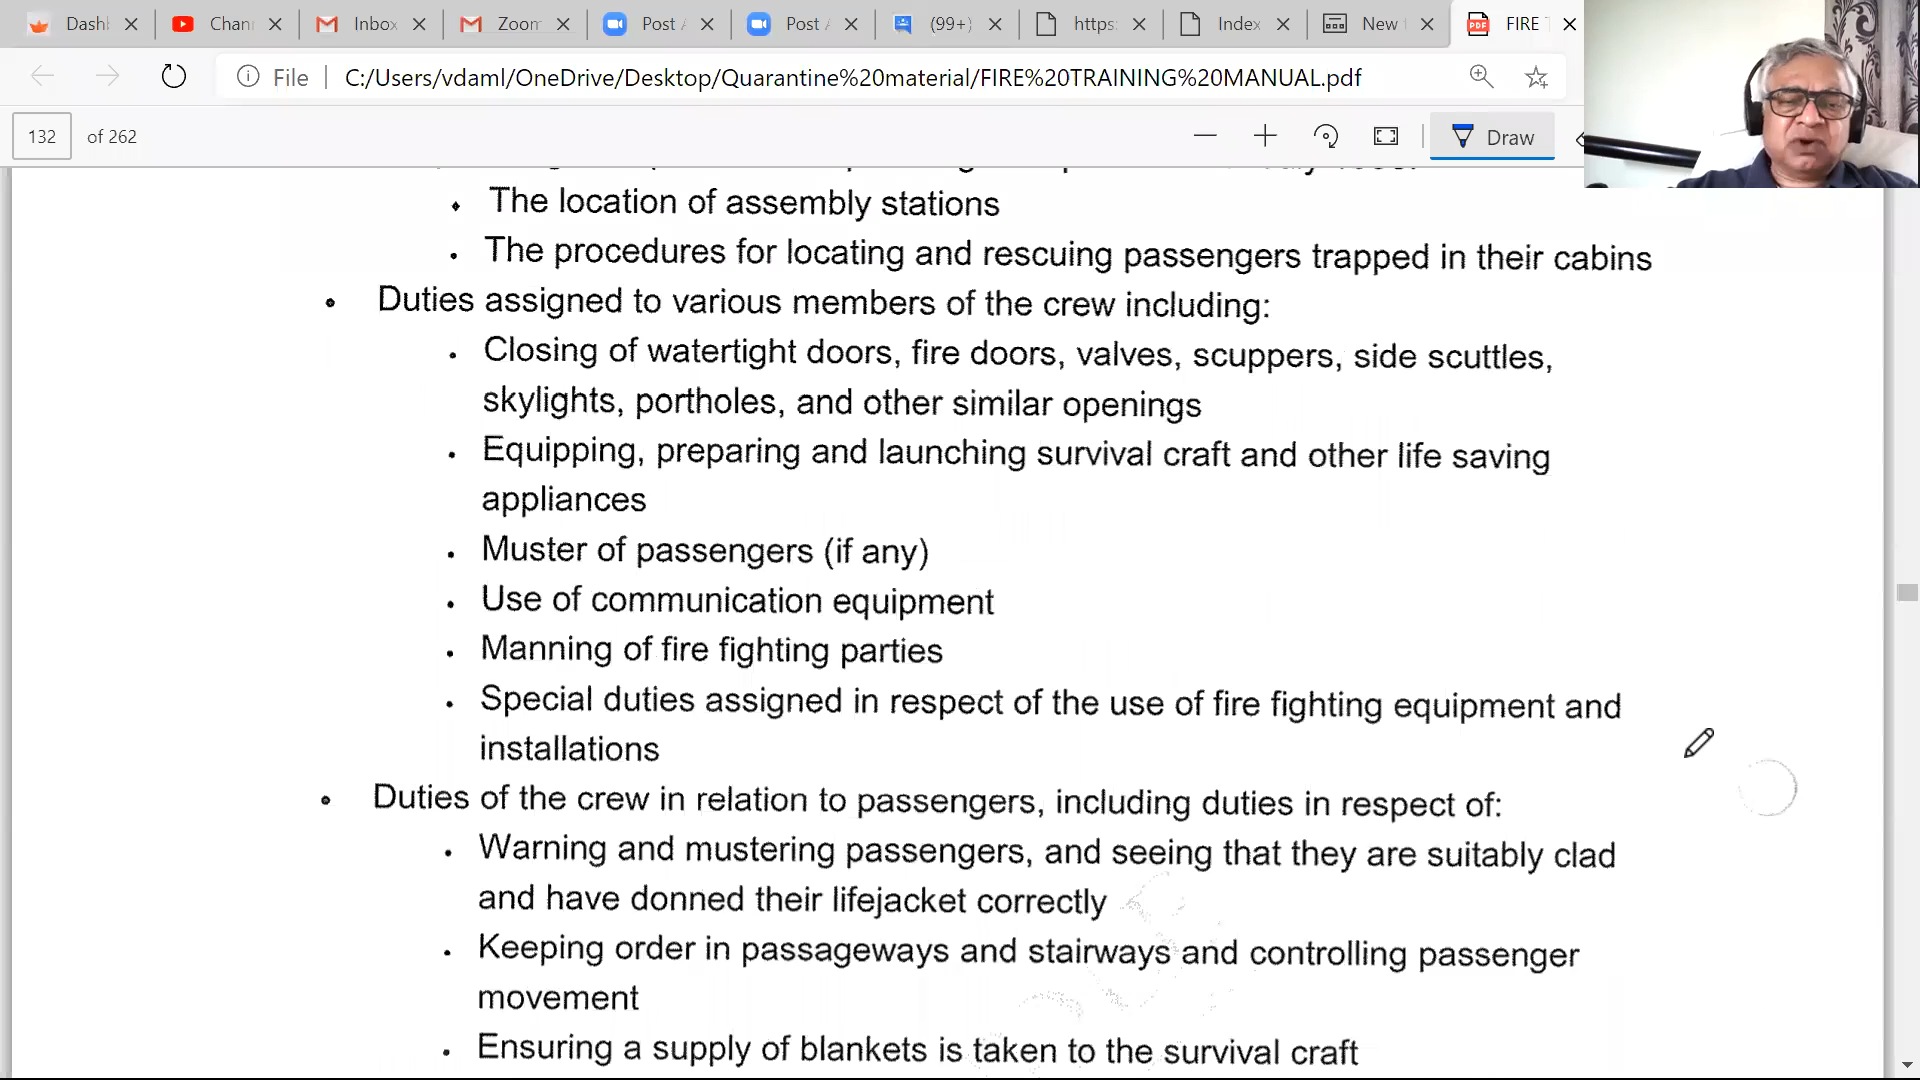 Dash
Chan
Inbox
Zoom
Post
Post
(99+)
https:
Index
New
FIRE
File
C:/Users/vdaml/OneDrive/Desktop/Quarantine%20material/FIRE%20TRAINING%20MANUAL.pdf
132 of 262
Draw
The location of assembly stations
The procedures for locating and rescuing passengers trapped in their cabins
Duties assigned to various members of the crew including:
Closing of watertight doors, fire doors, valves, scuppers, side scuttles,
skylights, portholes, and other similar openings
Equipping, preparing and launching survival craft and other life saving
appliances
Muster of passengers (if any)
Use of communication equipment
Manning of fire fighting parties
Special duties assigned in respect of the use of fire fighting equipment and
installations
Duties of the crew in relation to passengers, including duties in respect of:
Warning and mustering passengers, and seeing that they are suitably clad
and have donned their lifejacket correctly
Keeping order in passageways and stairways and controlling passenger
movement
Ensuring a supply of blankets is taken to the survival craft